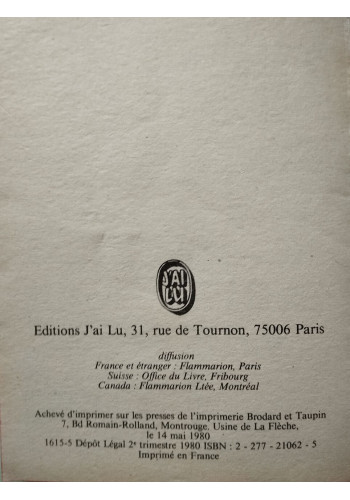 J'AI
LU
Editions J'ai Lu, 31, rue de Tournon, 75006 Paris
diffusion
France et étranger : Flammarion, Paris
Suisse : Office du Livre, Fribourg
Canada : Flammarion Ltée, Montréal
Achevé d'imprimer sur les presses de l'imprimerie Brodard et Taupin
7, Bd Romain-Rolland, Montrouge. Usine de La Flèche,
le 14 mai 1980
1615-5 Dépôt Légal 2e trimestre 1980 ISBN : 2 - 277 - 21062 - 5
Imprimé en France